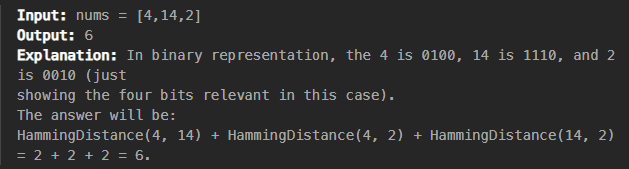 Input: nums = [4,14,2]
Output: 6
Explanation: In binary representation, the 4 is 0100, 14 is 1110, and 2
is 0010 (just
showing the four bits relevant in this case).
The answer will be:
HammingDistance(4, 14) + HammingDistance(4, 2) + HammingDistance(14, 2)
= 2 + 2 + 2 = 6.